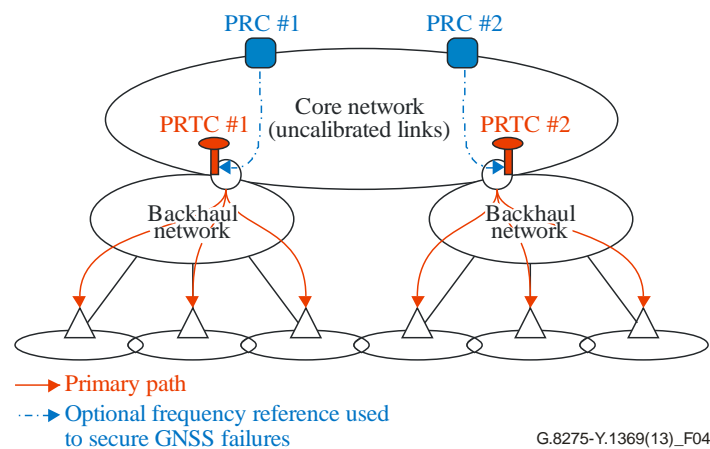 PRC #1
PRC #2
Core network
(uncalibrated links)
PRTC #1
PRTC #2
Backhaul
network
Backhaul
network
Primary path
Optional frequency reference used
to secure GNSS failures
G.8275-Y.1369(13)_F04